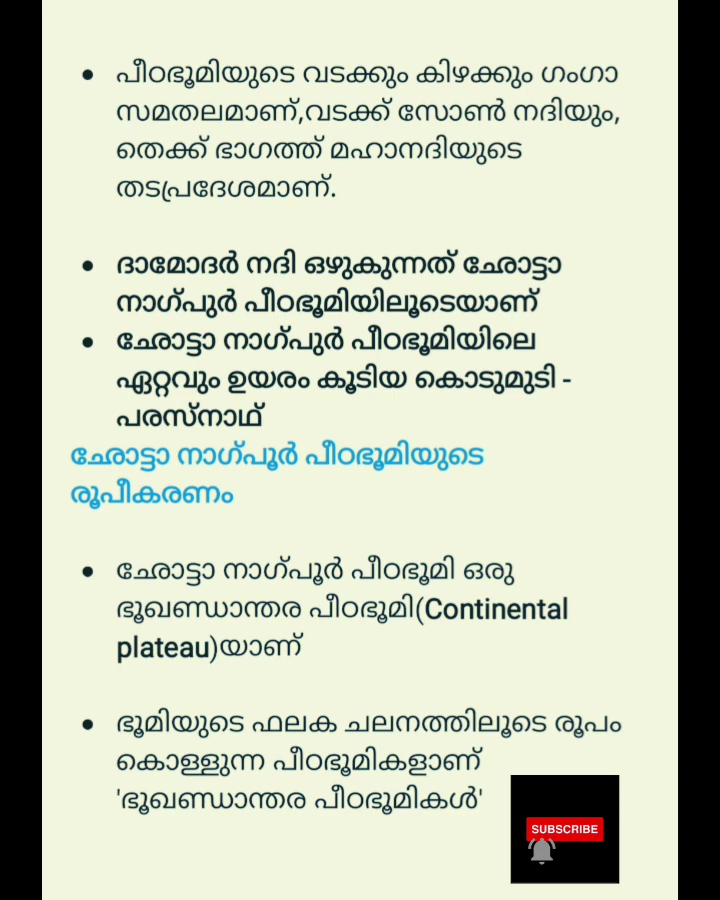 • പീഠഭൂമിയുടെ വടക്കും കിഴക്കും ഗംഗാ
സമതലമാണ്,വടക്ക് സോൺ നദിയും,
തെക്ക് ഭാഗത്ത് മഹാനദിയുടെ
തടപ്രദേശമാണ്.
• ദാമോദർ നദി ഒഴുകുന്നത് ഛോട്ടാ
നാഗ്പുർ പീഠഭൂമിയിലൂടെയാണ്
• ഛോട്ടാ നാഗ്പുർ പീഠഭൂമിയിലെ
ഏറ്റവും ഉയരം കൂടിയ കൊടുമുടി -
പരസ്നാഥ്
ഛോട്ടാ നാഗ്പൂർ പീഠഭൂമിയുടെ
രൂപീകരണം
• ഛോട്ടാ നാഗ്പൂർ പീഠഭൂമി ഒരു
ഭൂഖണ്ഡാന്തര പീഠഭൂമി(Continental
plateau)യാണ്
• ഭൂമിയുടെ ഫലക ചലനത്തിലൂടെ രൂപം
കൊള്ളുന്ന പീഠഭൂമികളാണ്
'ഭൂഖണ്ഡാന്തര പീഠഭൂമികൾ'
SUBSCRIBE